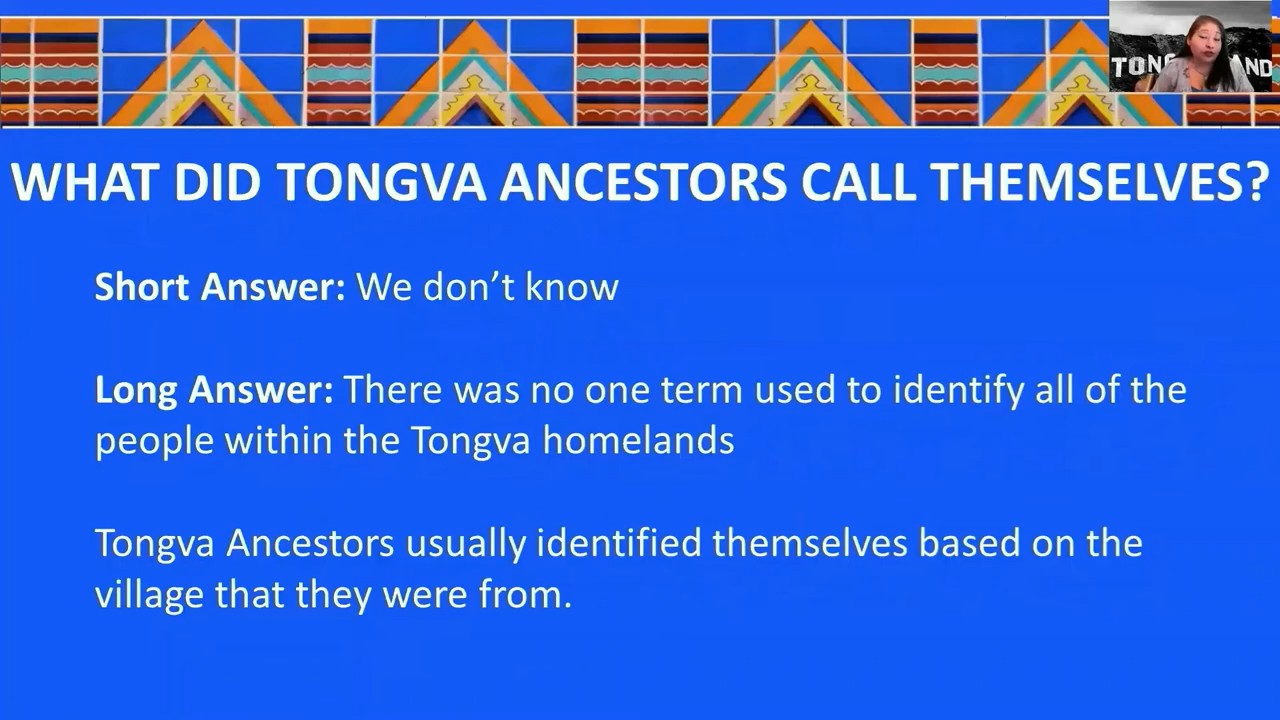 TON AND
WHAT DID TONGVA ANCESTORS CALL THEMSELVES?
Short Answer: We don’t know
Long Answer: There was no one term used to identify all of the
people within the Tongva homelands
Tongva Ancestors usually identified themselves based on the
village that they were from.